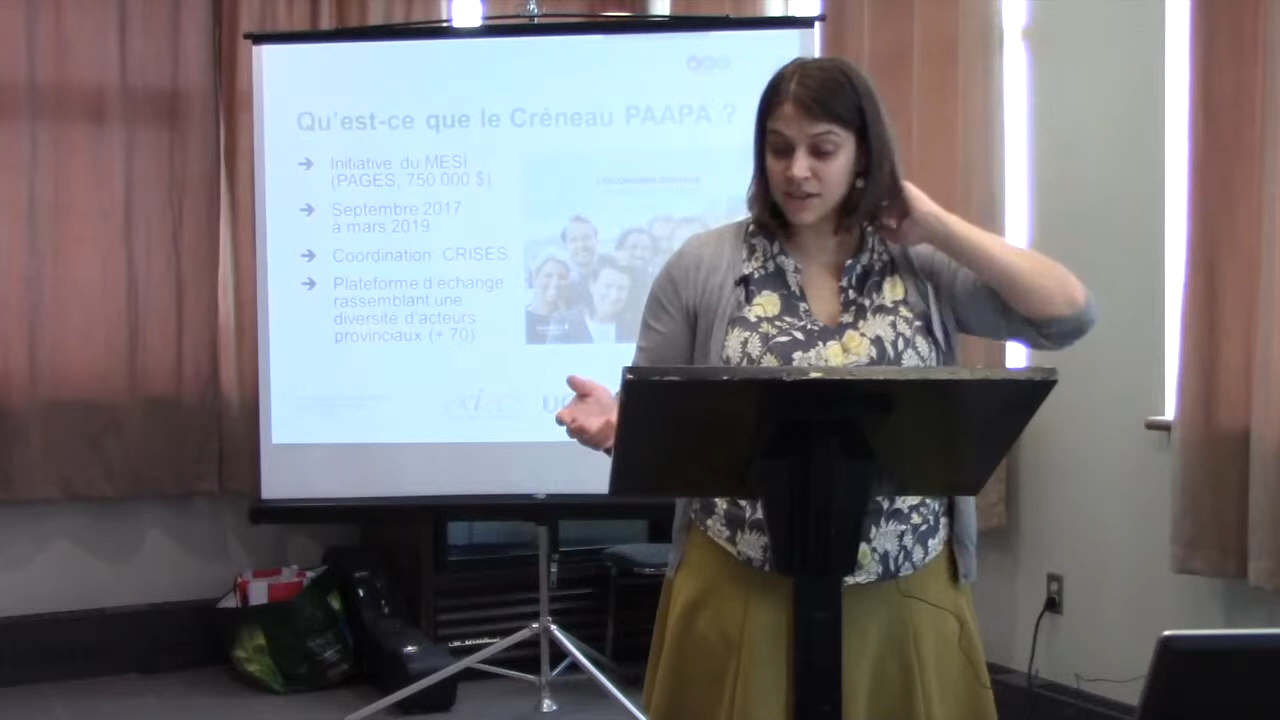 Qu'est-ce que le Créneau PAAPA ?
➔ Initiative du MESI
(PAGES, 750 000 $)
➔ Septembre 2017
à mars 2019
➔ Coordination CRISES
➔ Plateforme d'échange
rassemblant une
diversité d'acteurs
provinciaux (+ 70)